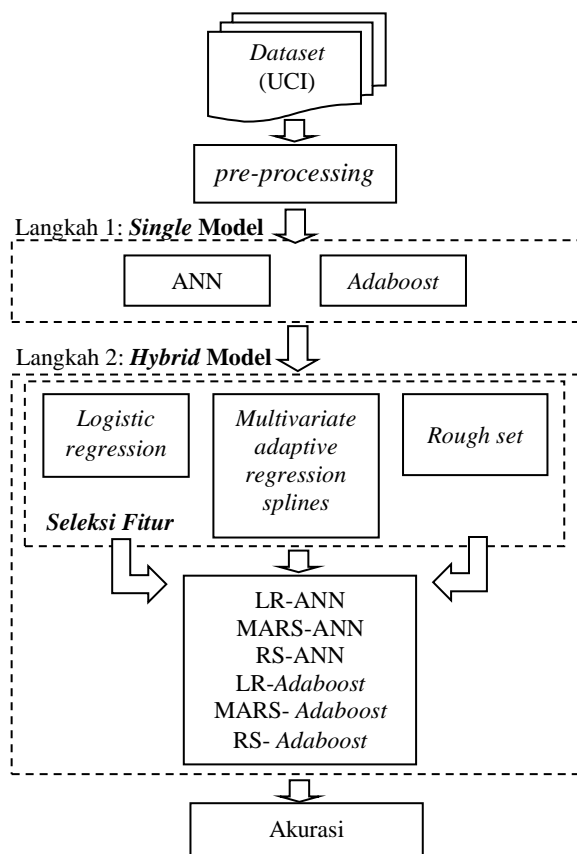 Dataset
(UCI)
pre-processing
Langkah 1: Single Model
ANN
Adaboost
Langkah 2: Hybrid Model
Logistic
regression
Multivariate
adaptive
regression
splines
Rough set
Seleksi Fitur
LR-ANN
MARS-ANN
RS-ANN
LR-Adaboost
MARS- Adaboost
RS- Adaboost
Akurasi